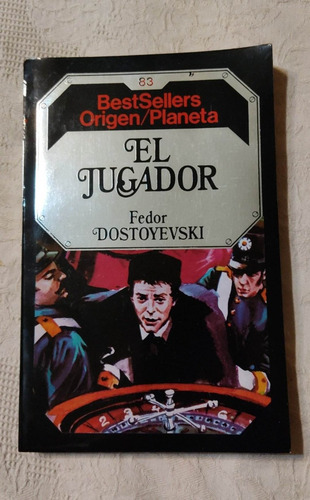 83
BestSellers
Origen/Planeta
EL
JUGADOR
Fedor
DOSTOYEVSKI